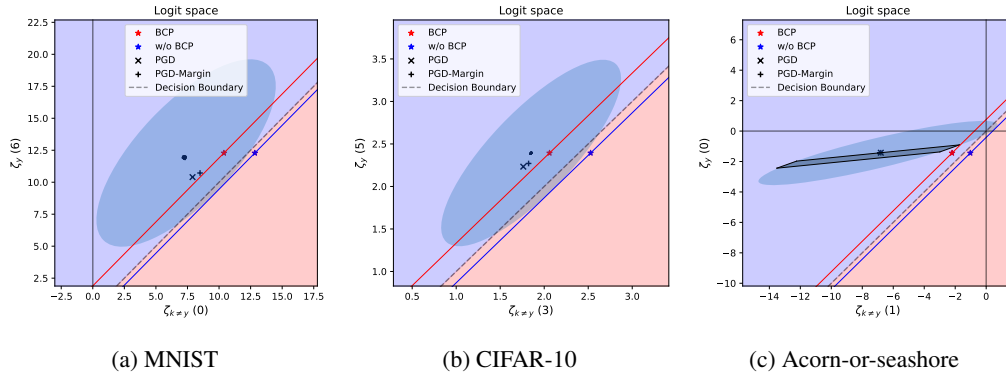 Logit space
22.5
20.0
17.5
15.0
12.5
10.0
7.5
5.0
2.5
ζy (6)
BCP
w/o BCP
PGD
PGD-Margin
Decision Boundary
−2.5 0.0 2.5 5.0 7.5 10.0 12.5 15.0 17.5
ζk≠y (0)
(a) MNIST
Logit space
3.5
3.0
2.5
2.0
1.5
1.0
ζy (5)
BCP
w/o BCP
PGD
PGD-Margin
Decision Boundary
0.5 1.0 1.5 2.0 2.5 3.0
ζk≠y (3)
(b) CIFAR-10
Logit space
6
4
2
0
−2
−4
−6
−8
−10
ζy (0)
BCP
w/o BCP
PGD
PGD-Margin
Decision Boundary
−14 −12 −10 −8 −6 −4 −2 0
ζk≠y (1)
(c) Acorn-or-seashore